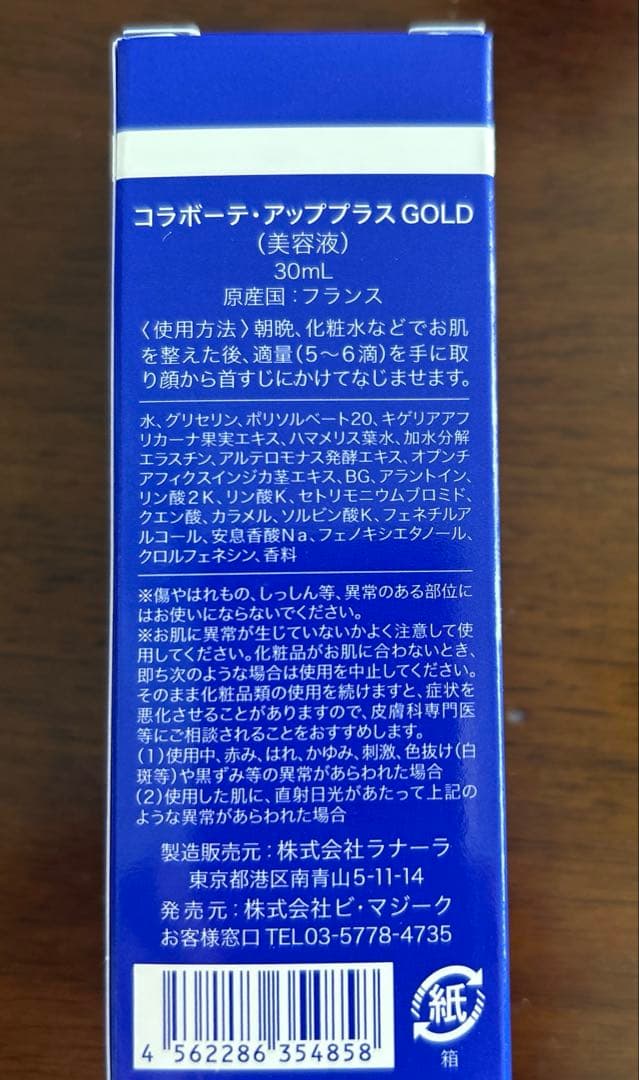 コラボーテ・アッププラス GOLD
（美容液）
30mL
原産国：フランス
〈使用方法〉朝晩、化粧水などでお肌
を整えた後、適量（5～6滴）を手に取
り顔から首すじにかけてなじませます。
水、グリセリン、ポリソルベート20、キゲリアアフ
リカーナ果実エキス、ハマメリス葉水、加水分解
エラスチン、アルテロモナス発酵エキス、オプンチ
アフィクスインジカ茎エキス、BG、アラントイン、
リン酸2K、リン酸K、セトリモニウムブロミド、
クエン酸、カラメル、ソルビン酸K、フェネチルア
ルコール、安息香酸Na、フェノキシエタノール、
クロルフェネシン、香料
※傷やはれもの、しっしん等、異常のある部位に
はお使いにならないでください。
※お肌に異常が生じていないかよく注意して使
用してください。化粧品がお肌に合わないとき、
即ち次のような場合は使用を中止してください。
そのまま化粧品類の使用を続けますと、症状を
悪化させることがありますので、皮膚科専門医
等にご相談されることをおすすめします。
（1）使用中、赤み、はれ、かゆみ、刺激、色抜け（白
斑等）や黒ずみ等の異常があらわれた場合
（2）使用した肌に、直射日光があたって上記の
ような異常があらわれた場合
製造販売元：株式会社ラナーラ
東京都港区南青山5-11-14
発売元：株式会社ビ・マジーク
お客様窓口 TEL03-5778-4735
4 562286 354858
紙
箱